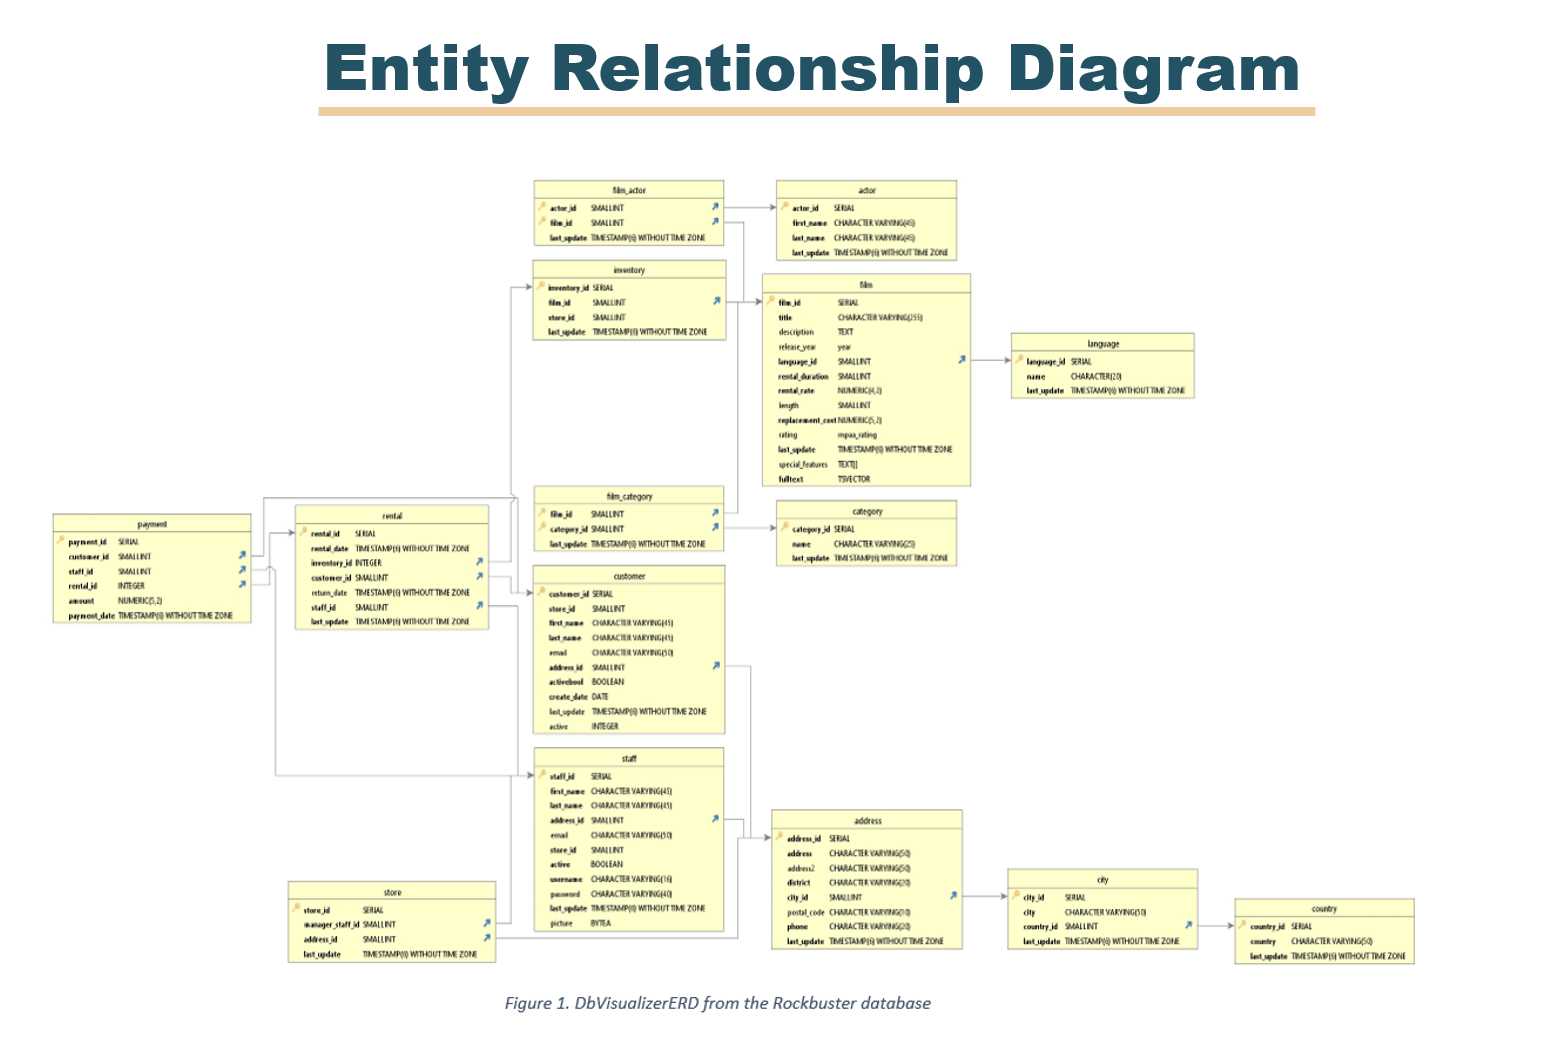 Entity Relationship Diagram
film_actor
actor_id SMALLINT
film_id SMALLINT
last_update TIMESTAMP(6) WITHOUT TIME ZONE
actor
actor_id SERIAL
first_name CHARACTER VARYING(45)
last_name CHARACTER VARYING(45)
last_update TIMESTAMP(6) WITHOUT TIME ZONE
inventory
inventory_id SERIAL
film_id SMALLINT
store_id SMALLINT
last_update TIMESTAMP(6) WITHOUT TIME ZONE
film
film_id SERIAL
title CHARACTER VARYING(255)
description TEXT
release_year year
language_id SMALLINT
rental_duration SMALLINT
rental_rate NUMERIC(4,2)
length SMALLINT
replacement_cost NUMERIC(5,2)
rating mpaa_rating
last_update TIMESTAMP(6) WITHOUT TIME ZONE
special_features TEXT[]
fulltext TSVECTOR
language
language_id SERIAL
name CHARACTER(20)
last_update TIMESTAMP(6) WITHOUT TIME ZONE
payment
payment_id SERIAL
customer_id SMALLINT
staff_id SMALLINT
rental_id INTEGER
amount NUMERIC(5,2)
payment_date TIMESTAMP(6) WITHOUT TIME ZONE
rental
rental_id SERIAL
rental_date TIMESTAMP(6) WITHOUT TIME ZONE
inventory_id INTEGER
customer_id SMALLINT
return_date TIMESTAMP(6) WITHOUT TIME ZONE
staff_id SMALLINT
last_update TIMESTAMP(6) WITHOUT TIME ZONE
film_category
film_id SMALLINT
category_id SMALLINT
last_update TIMESTAMP(6) WITHOUT TIME ZONE
category
category_id SERIAL
name CHARACTER VARYING(25)
last_update TIMESTAMP(6) WITHOUT TIME ZONE
customer
customer_id SERIAL
store_id SMALLINT
first_name CHARACTER VARYING(45)
last_name CHARACTER VARYING(45)
email CHARACTER VARYING(50)
address_id SMALLINT
activebool BOOLEAN
create_date DATE
last_update TIMESTAMP(6) WITHOUT TIME ZONE
active INTEGER
staff
staff_id SERIAL
first_name CHARACTER VARYING(45)
last_name CHARACTER VARYING(45)
address_id SMALLINT
email CHARACTER VARYING(50)
store_id SMALLINT
active BOOLEAN
username CHARACTER VARYING(16)
password CHARACTER VARYING(40)
last_update TIMESTAMP(6) WITHOUT TIME ZONE
picture BYTEA
store
store_id SERIAL
manager_staff_id SMALLINT
address_id SMALLINT
last_update TIMESTAMP(6) WITHOUT TIME ZONE
address
address_id SERIAL
address CHARACTER VARYING(50)
address2 CHARACTER VARYING(50)
district CHARACTER VARYING(20)
city_id SMALLINT
postal_code CHARACTER VARYING(10)
phone CHARACTER VARYING(20)
last_update TIMESTAMP(6) WITHOUT TIME ZONE
city
city_id SERIAL
city CHARACTER VARYING(50)
country_id SMALLINT
last_update TIMESTAMP(6) WITHOUT TIME ZONE
country
country_id SERIAL
country CHARACTER VARYING(50)
last_update TIMESTAMP(6) WITHOUT TIME ZONE
Figure 1. DbVisualizerERD from the Rockbuster database